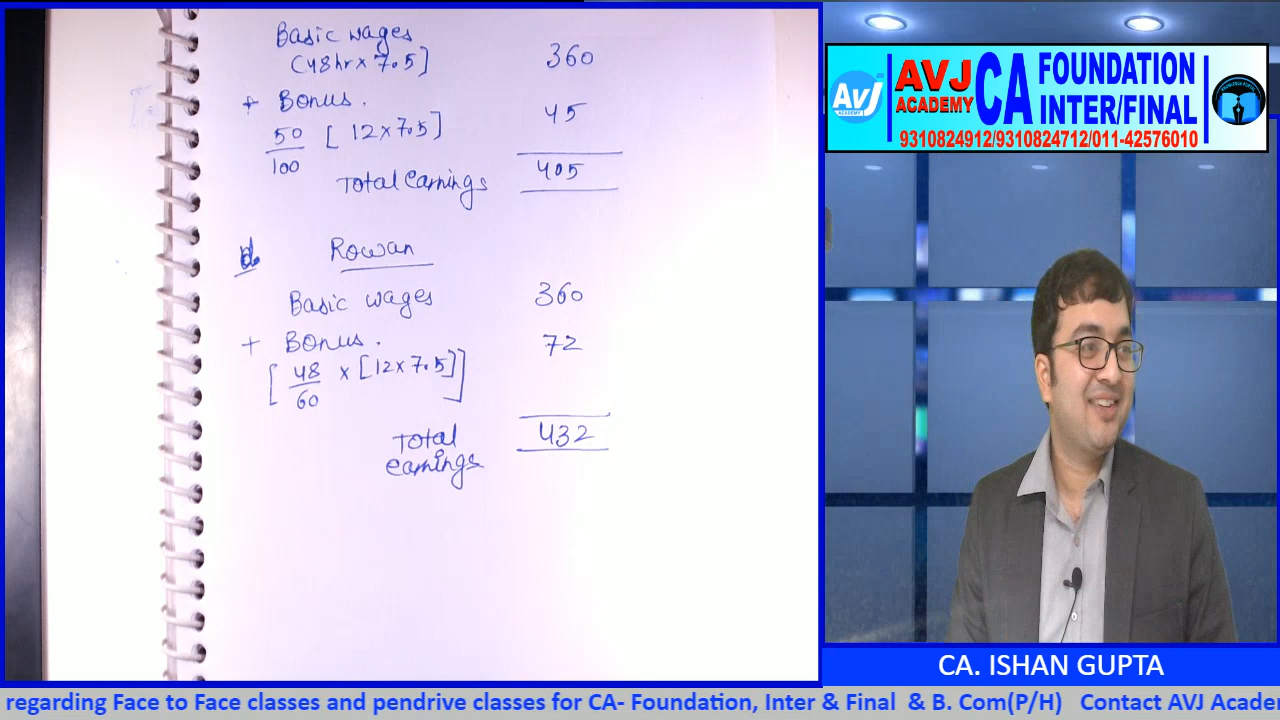 Basic wages
(48hr x 7.5] 360
+ Bonus. 45
50 [12 x 7.5]
100
Total earnings 405
d. Rowan
Basic wages 360
+ Bonus. 72
[48 x [12 x 7.5]]
60
Total 432
earnings
AVJ
ACADEMY
AVJ
ACADEMY
CA
FOUNDATION
INTER/FINAL
9310824912/9310824712/011-42576010
CA. ISHAN GUPTA
regarding Face to Face classes and pendrive classes for CA- Foundation, Inter & Final & B. Com(P/H) Contact AVJ Acade